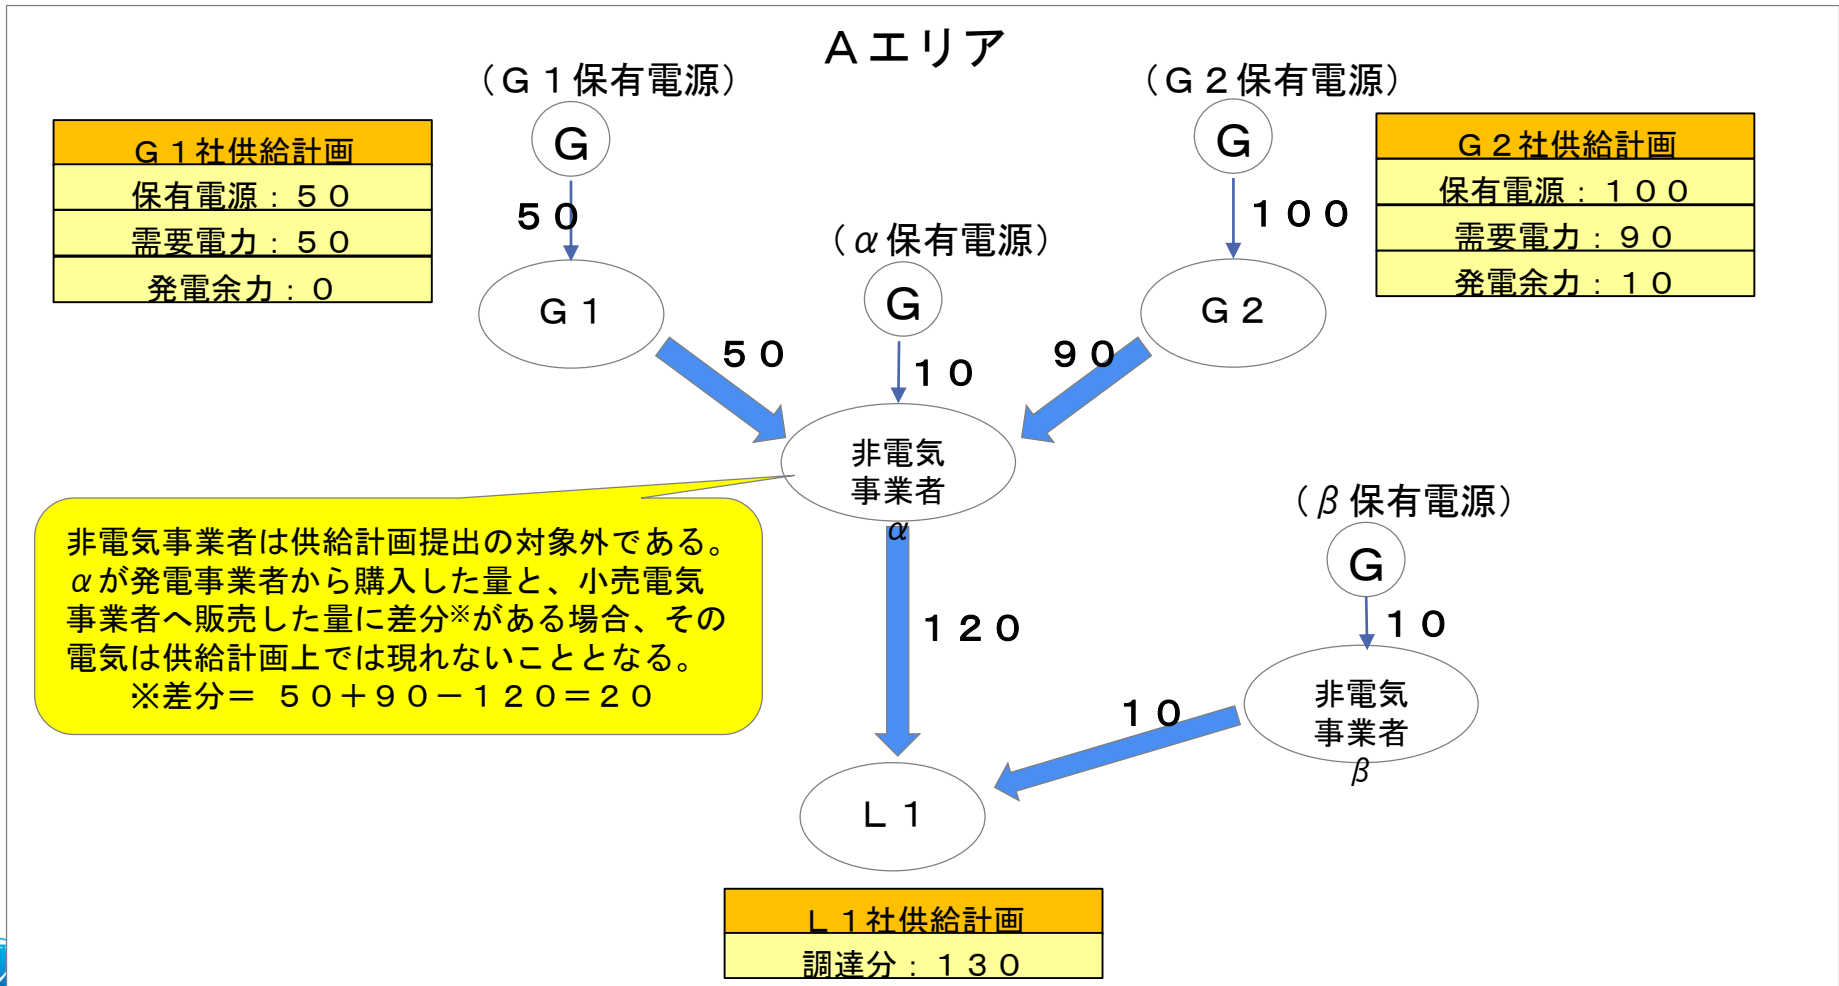 Aエリア
（G1保有電源）
G
50
G1
50
G1社供給計画
保有電源：50
需要電力：50
発電余力：0
（α保有電源）
G
10
（G2保有電源）
G
100
G2
90
G2社供給計画
保有電源：100
需要電力：90
発電余力：10
非電気
事業者
α
非電気事業者は供給計画提出の対象外である。
αが発電事業者から購入した量と、小売電気
事業者へ販売した量に差分※がある場合、その
電気は供給計画上では現れないこととなる。
※差分＝ 50＋90－120＝20
120
（β保有電源）
G
10
非電気
事業者
β
10
L1
L1社供給計画
調達分：130